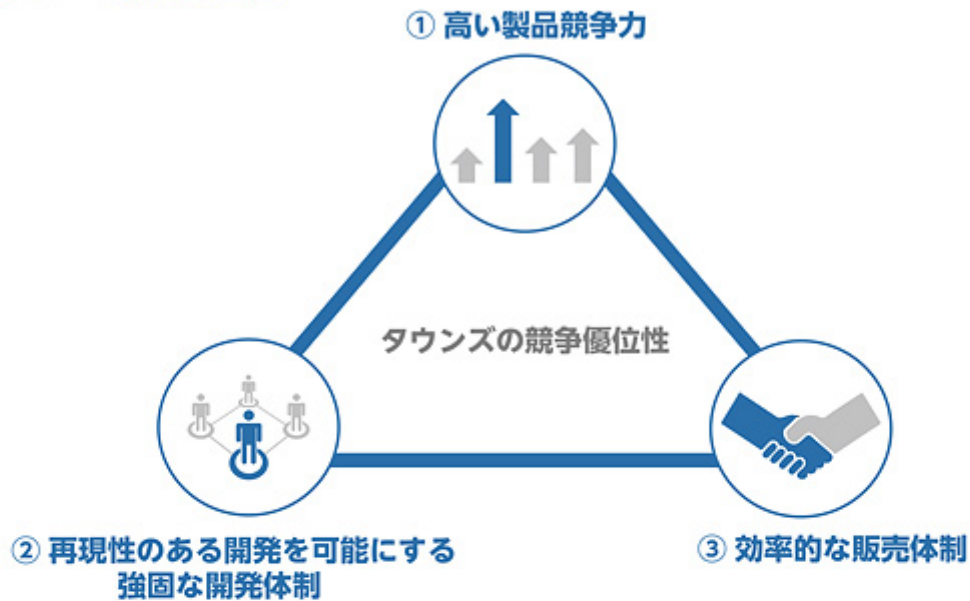 ① 高い製品競争力
タウンズの競争優位性
② 再現性のある開発を可能にする
強固な開発体制
③ 効率的な販売体制